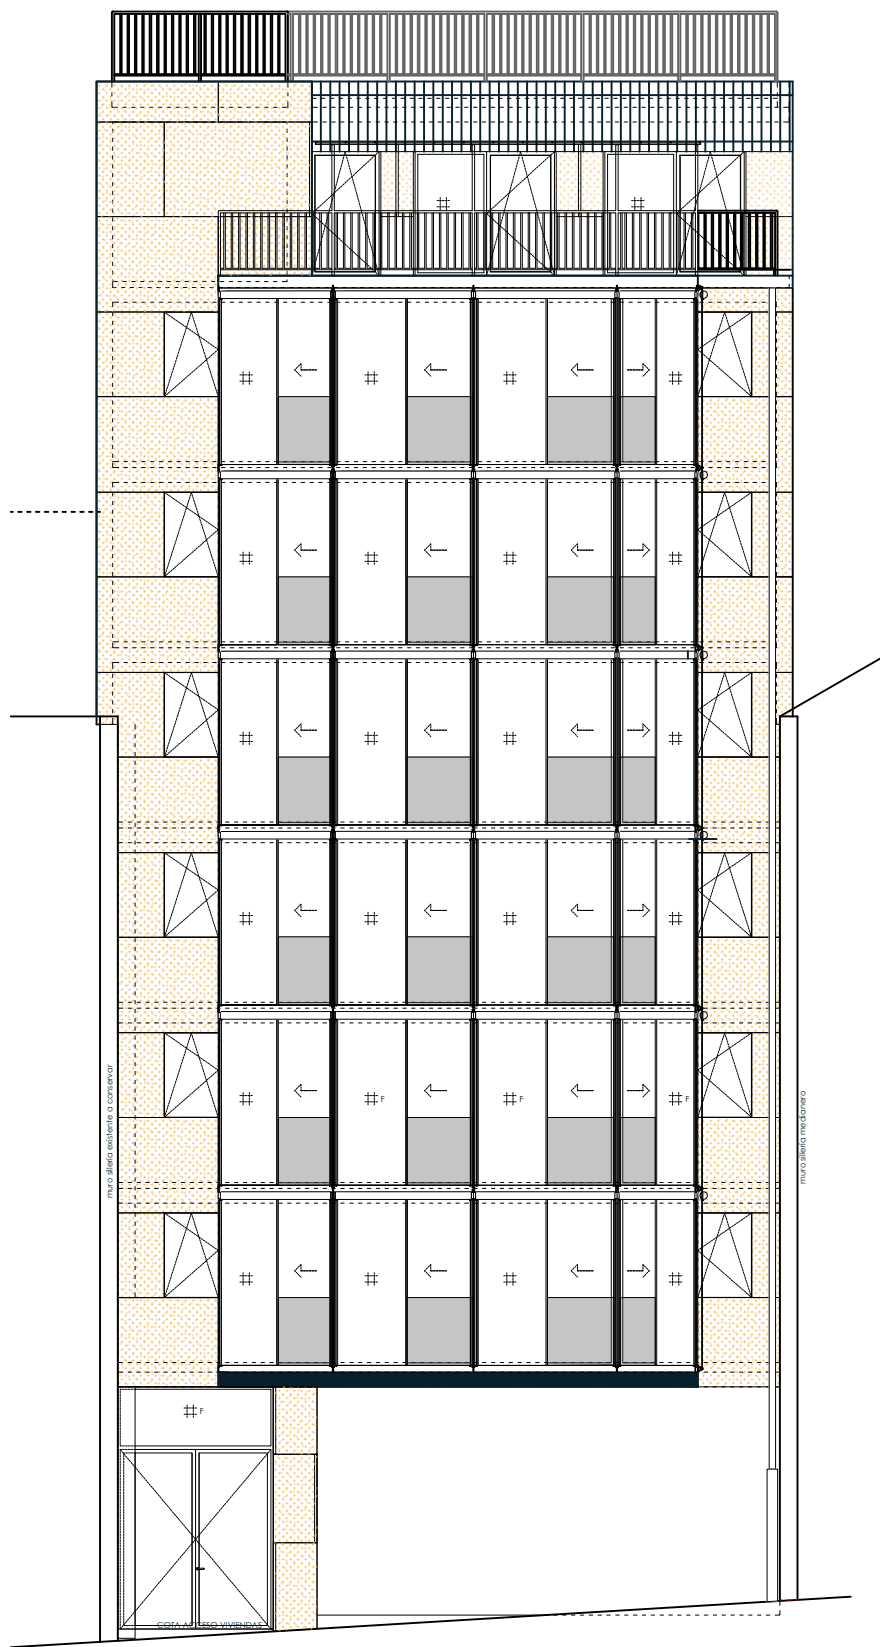 muro sillería existente a conservar
muro sillería medianero
F
F
F
F
COTA ACCESO VIVIENDAS